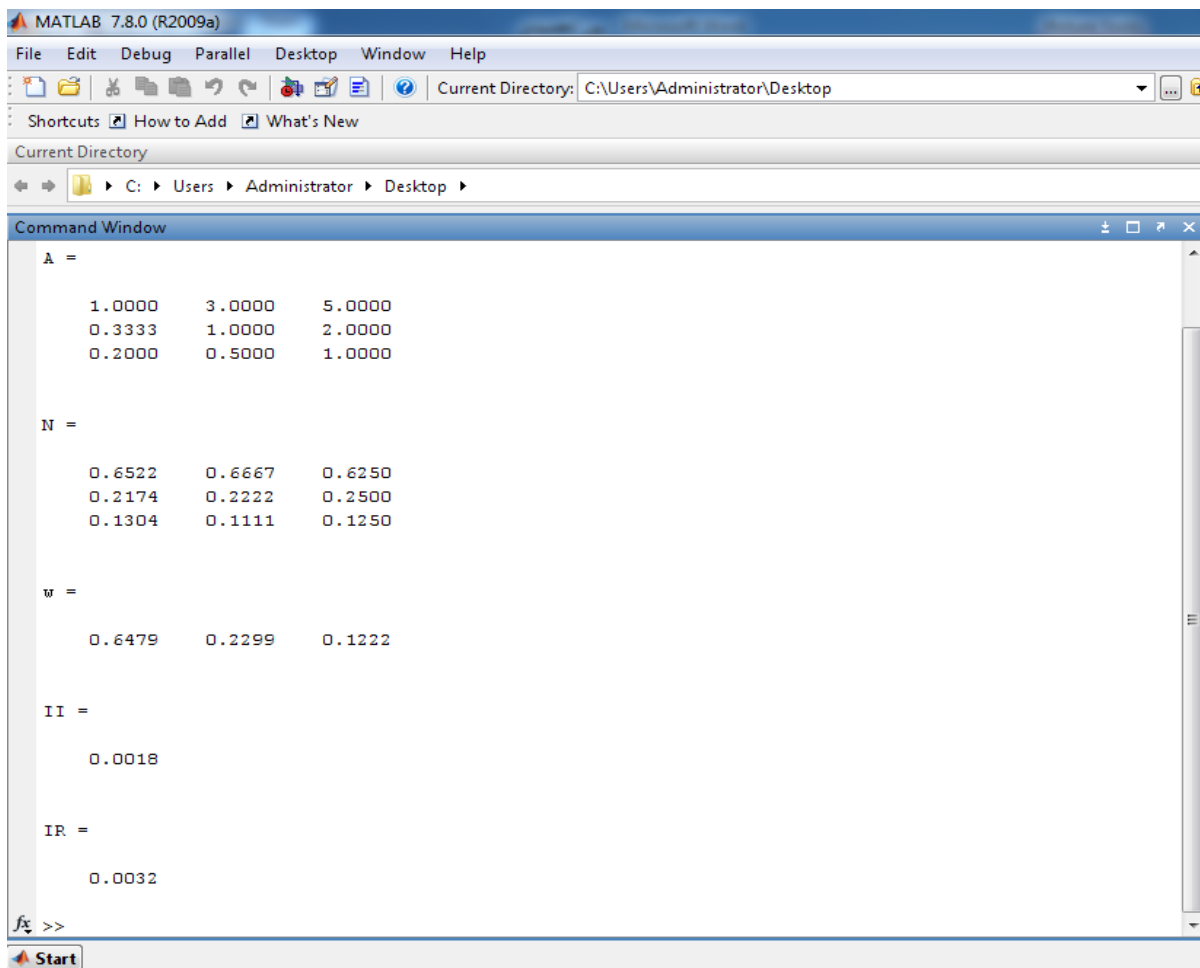 MATLAB 7.8.0 (R2009a)
File Edit Debug Parallel Desktop Window Help
Current Directory: C:\Users\Administrator\Desktop
Shortcuts How to Add What's New
Current Directory
C: Users Administrator Desktop
Command Window
A =
1.0000 3.0000 5.0000
0.3333 1.0000 2.0000
0.2000 0.5000 1.0000
N =
0.6522 0.6667 0.6250
0.2174 0.2222 0.2500
0.1304 0.1111 0.1250
w =
0.6479 0.2299 0.1222
II =
0.0018
IR =
0.0032
fx >>
Start